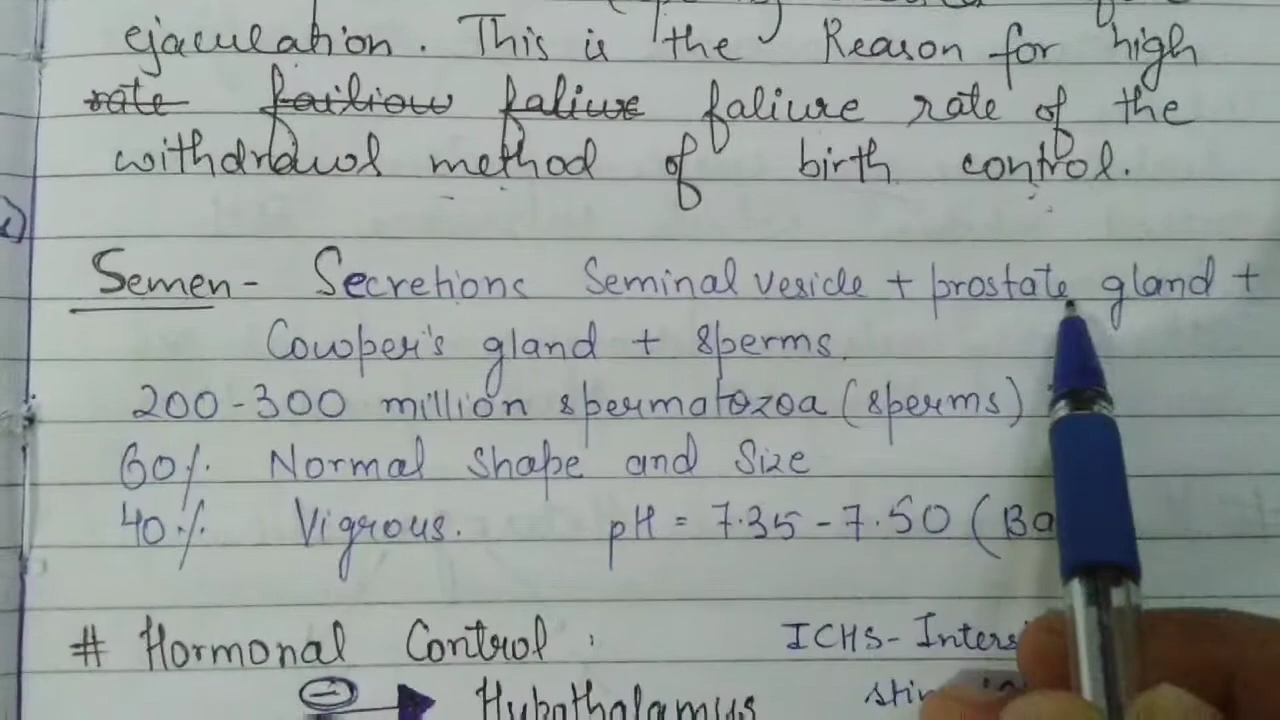 ejaculation. This is the Reason for high
rate failiow faliure faliure rate of the
withdrawl method of birth control.
Semen - Secretions Seminal vesicle + prostate gland +
Cowper's gland + sperms.
200-300 million spermatozoa (sperms)
60% Normal shape and Size
40% Vigrous. pH = 7.35 - 7.50 (Ba
# Hormonal Control : ICHS - Inters
⊖ → Hypothalamus